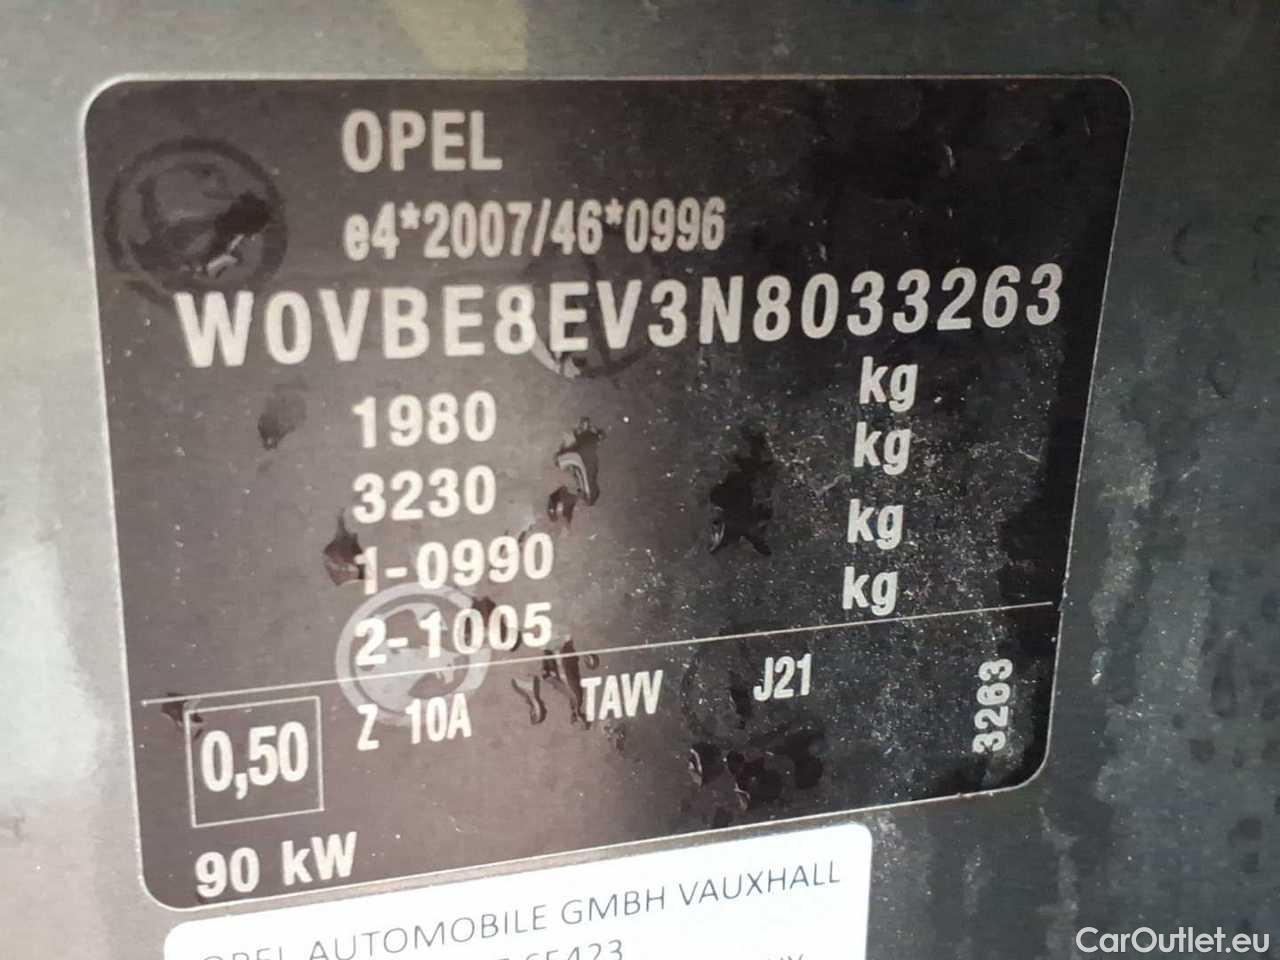 OPEL
e4*2007/46*0996
W0VBE8EV3N8033263
1980 kg
3230 kg
1-0990 kg
2-1005 kg
0,50 Z 10A TAVV J21 3263
90 kW
OPEL AUTOMOBILE GMBH VAUXHALL
65423
CarOutlet.eu